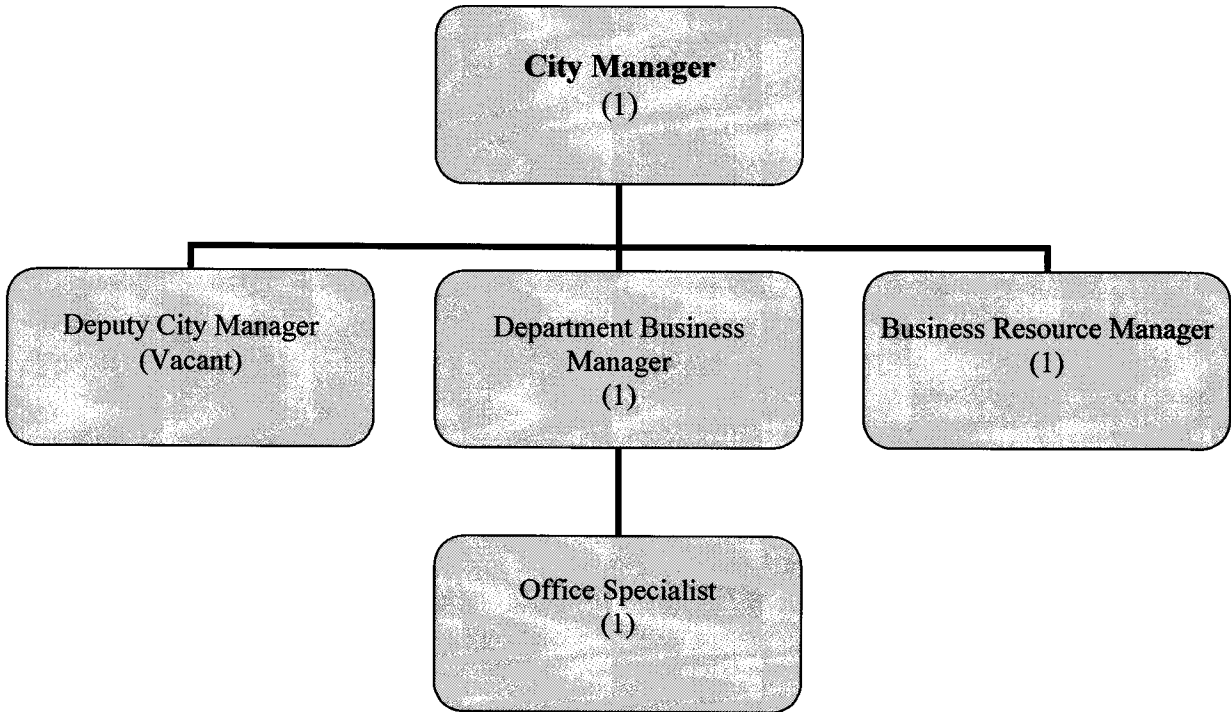 City Manager
(1)
Deputy City Manager
(Vacant)
Department Business
Manager
(1)
Business Resource Manager
(1)
Office Specialist
(1)